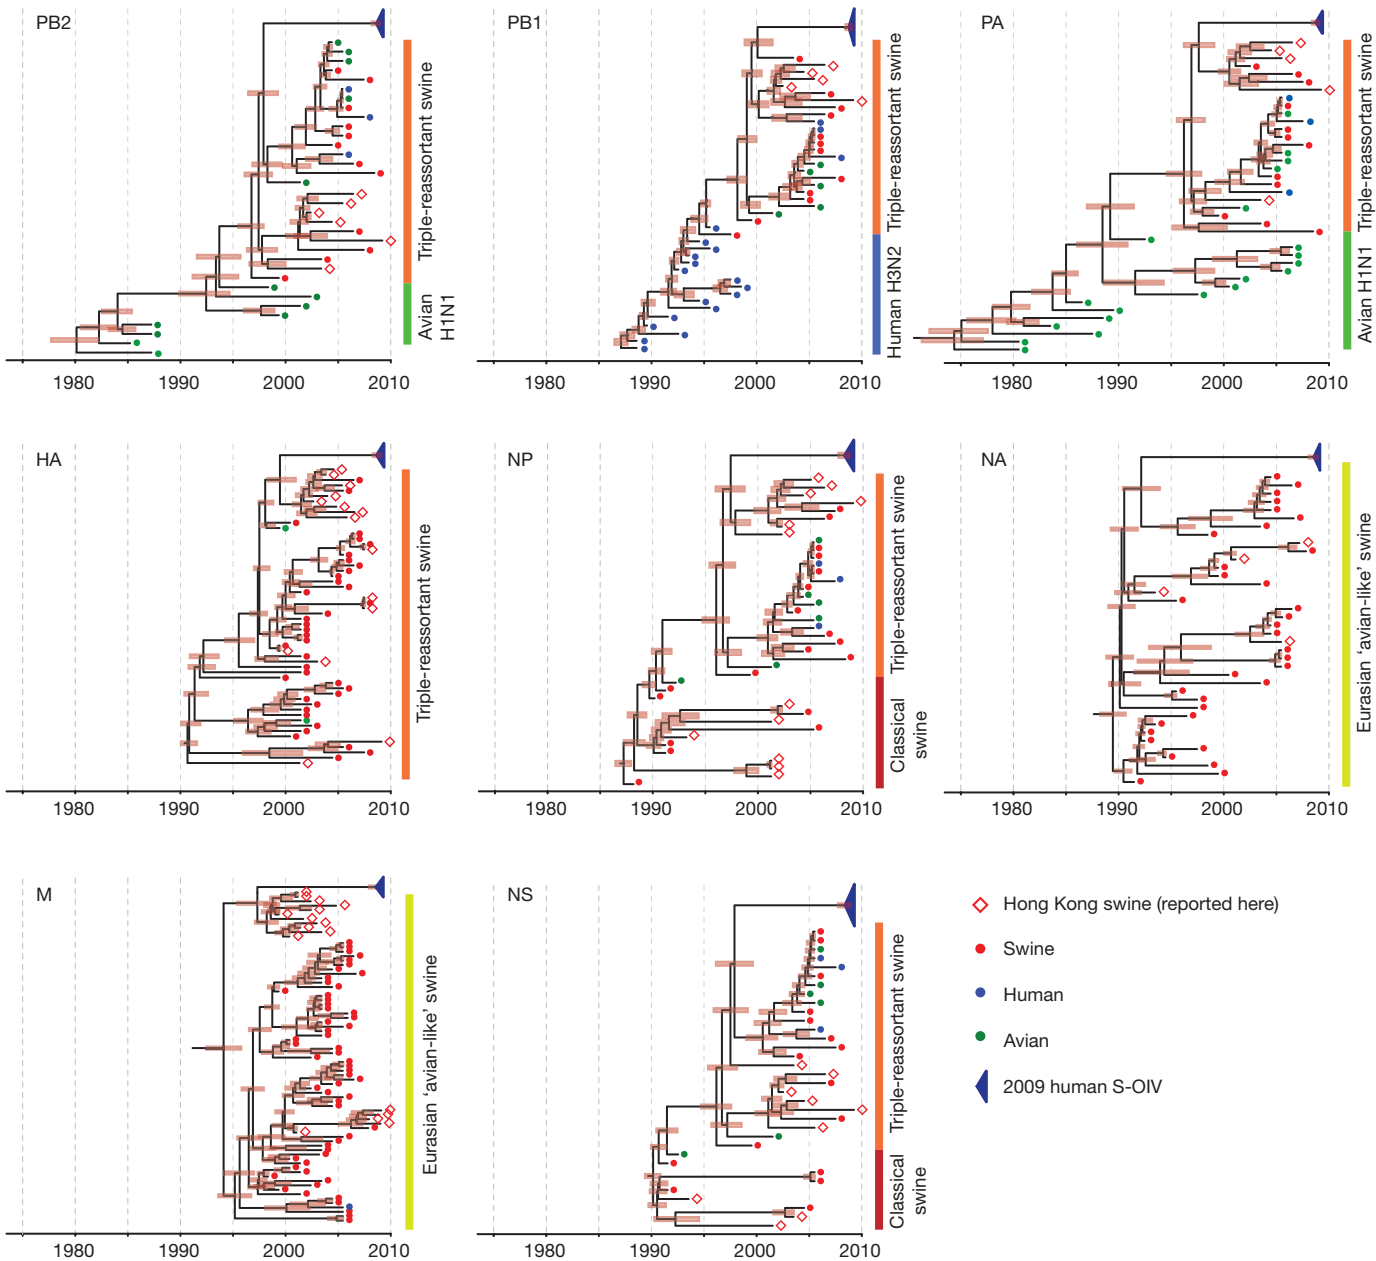 PB2
Triple-reassortant swine
Avian
H1N1
1980 1990 2000 2010
PB1
Triple-reassortant swine
Human H3N2
1980 1990 2000 2010
PA
Triple-reassortant swine
Avian H1N1
1980 1990 2000 2010
HA
Triple-reassortant swine
1980 1990 2000 2010
NP
Triple-reassortant swine
Classical
swine
1980 1990 2000 2010
NA
Eurasian ‘avian-like’ swine
1980 1990 2000 2010
M
Eurasian ‘avian-like’ swine
1980 1990 2000 2010
NS
Triple-reassortant swine
Classical
swine
1980 1990 2000 2010
Hong Kong swine (reported here)
Swine
Human
Avian
2009 human S-OIV